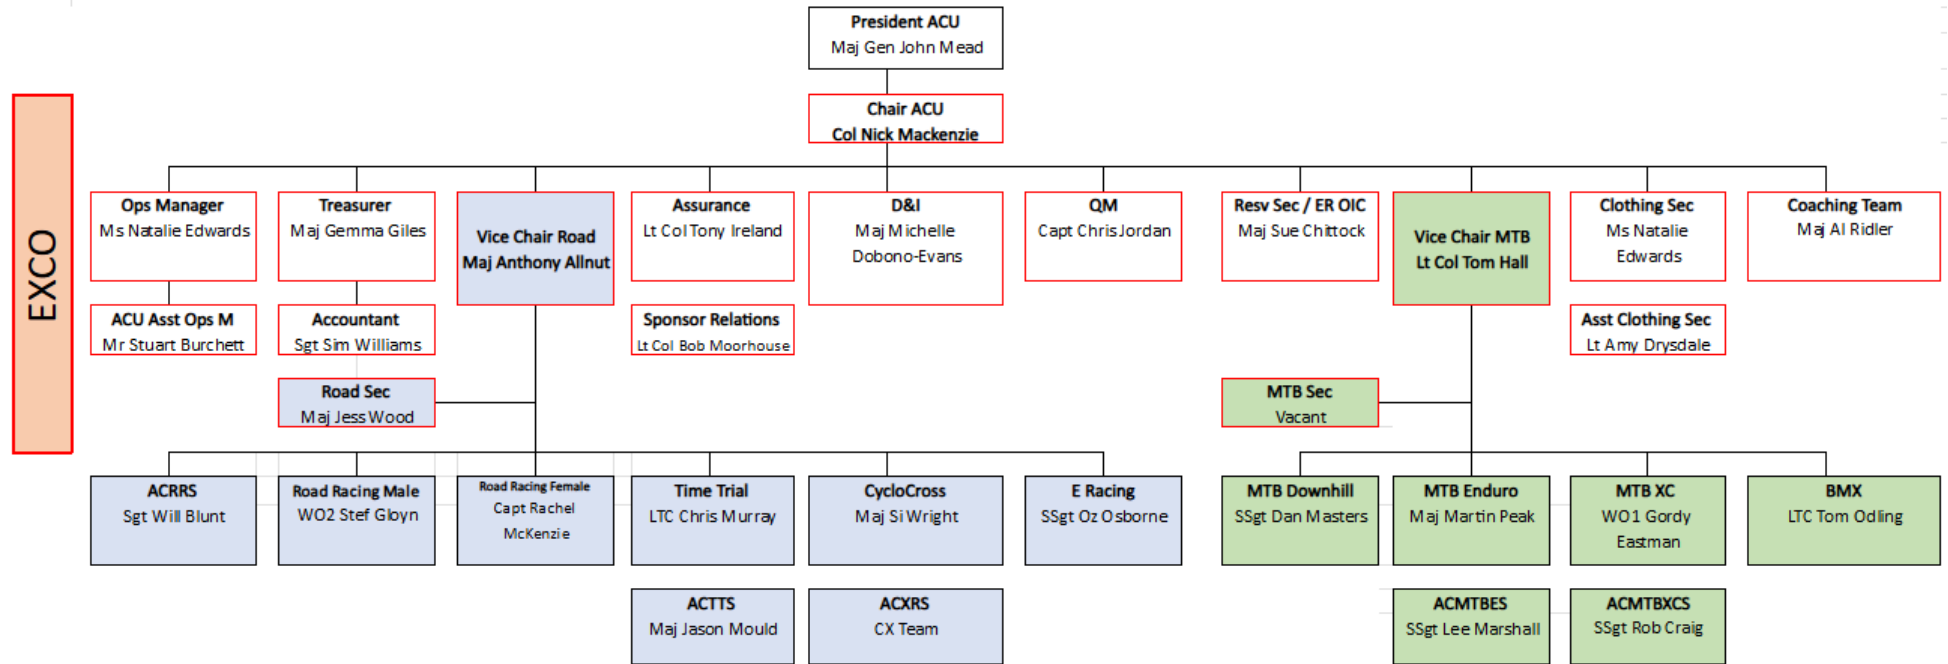 President ACU
Maj Gen John Mead
Chair ACU
Col Nick Mackenzie
EXCO
Ops Manager
Ms Natalie Edwards
Treasurer
Maj Gemma Giles
Vice Chair Road
Maj Anthony Allnut
Assurance
Lt Col Tony Ireland
D&I
Maj Michelle
Dobono-Evans
QM
Capt Chris Jordan
Resv Sec / ER OIC
Maj Sue Chittock
Vice Chair MTB
Lt Col Tom Hall
Clothing Sec
Ms Natalie
Edwards
Coaching Team
Maj Al Ridler
ACU Asst Ops M
Mr Stuart Burchett
Accountant
Sgt Sim Williams
Sponsor Relations
Lt Col Bob Moorhouse
Asst Clothing Sec
Lt Amy Drysdale
Road Sec
Maj Jess Wood
MTB Sec
Vacant
ACRRS
Sgt Will Blunt
Road Racing Male
WO2 Stef Gloyn
Road Racing Female
Capt Rachel
McKenzie
Time Trial
LTC Chris Murray
CycloCross
Maj Si Wright
E Racing
SSgt Oz Osborne
MTB Downhill
SSgt Dan Masters
MTB Enduro
Maj Martin Peak
MTB XC
WO1 Gordy
Eastman
BMX
LTC Tom Odling
ACTTS
Maj Jason Mould
ACXRS
CX Team
ACMTBES
SSgt Lee Marshall
ACMTBXCS
SSgt Rob Craig